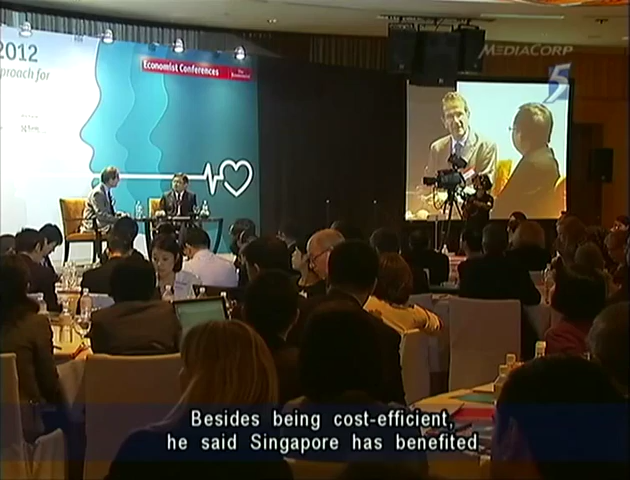 2012
proach for
Economist Conferences
MEDIACORP
5
Besides being cost-efficient,
he said Singapore has benefited